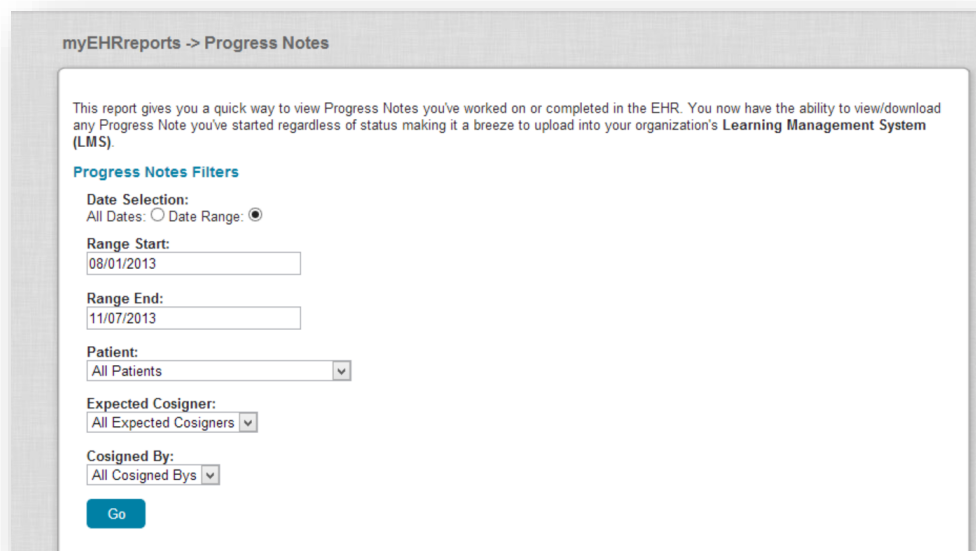 myEHRreports -> Progress Notes
This report gives you a quick way to view Progress Notes you've worked on or completed in the EHR. You now have the ability to view/download
any Progress Note you've started regardless of status making it a breeze to upload into your organization's Learning Management System
(LMS).
Progress Notes Filters
Date Selection:
All Dates: Date Range:
Range Start:
08/01/2013
Range End:
11/07/2013
Patient:
All Patients
Expected Cosigner:
All Expected Cosigners
Cosigned By:
All Cosigned Bys
Go